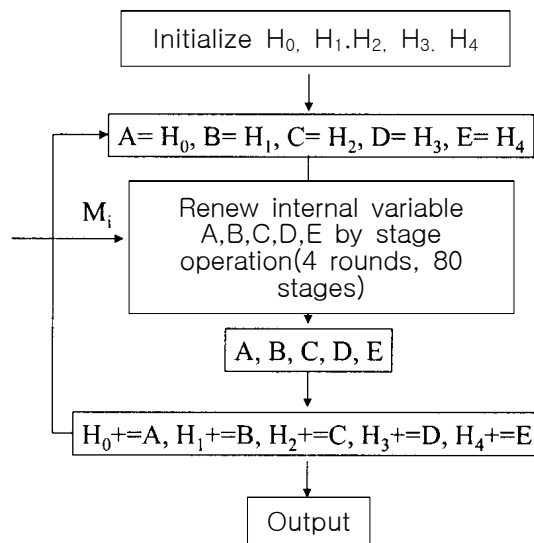 Initialize H₀, H₁.H₂, H₃. H₄
A= H₀, B= H₁, C= H₂, D= H₃, E= H₄
Mᵢ
Renew internal variable
A,B,C,D,E by stage
operation(4 rounds, 80
stages)
A, B, C, D, E
H₀+=A, H₁+=B, H₂+=C, H₃+=D, H₄+=E
Output